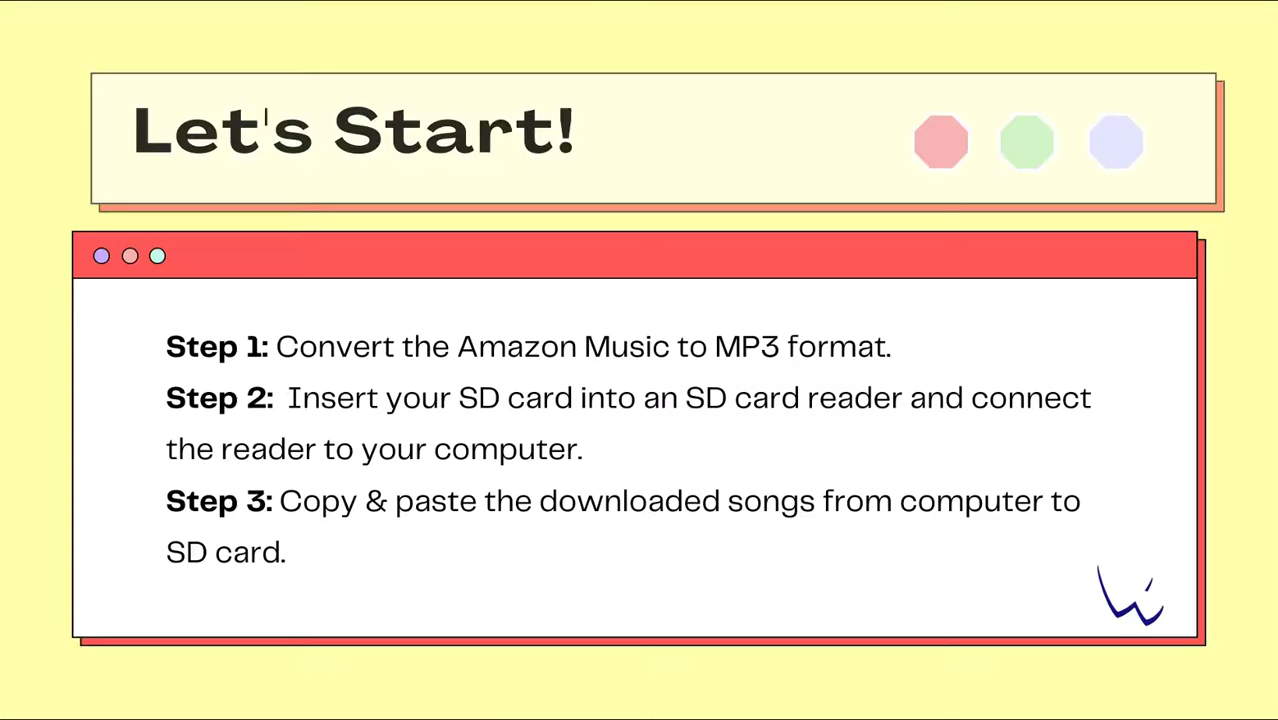 Let's Start!
Step 1: Convert the Amazon Music to MP3 format.
Step 2: Insert your SD card into an SD card reader and connect
the reader to your computer.
Step 3: Copy & paste the downloaded songs from computer to
SD card.